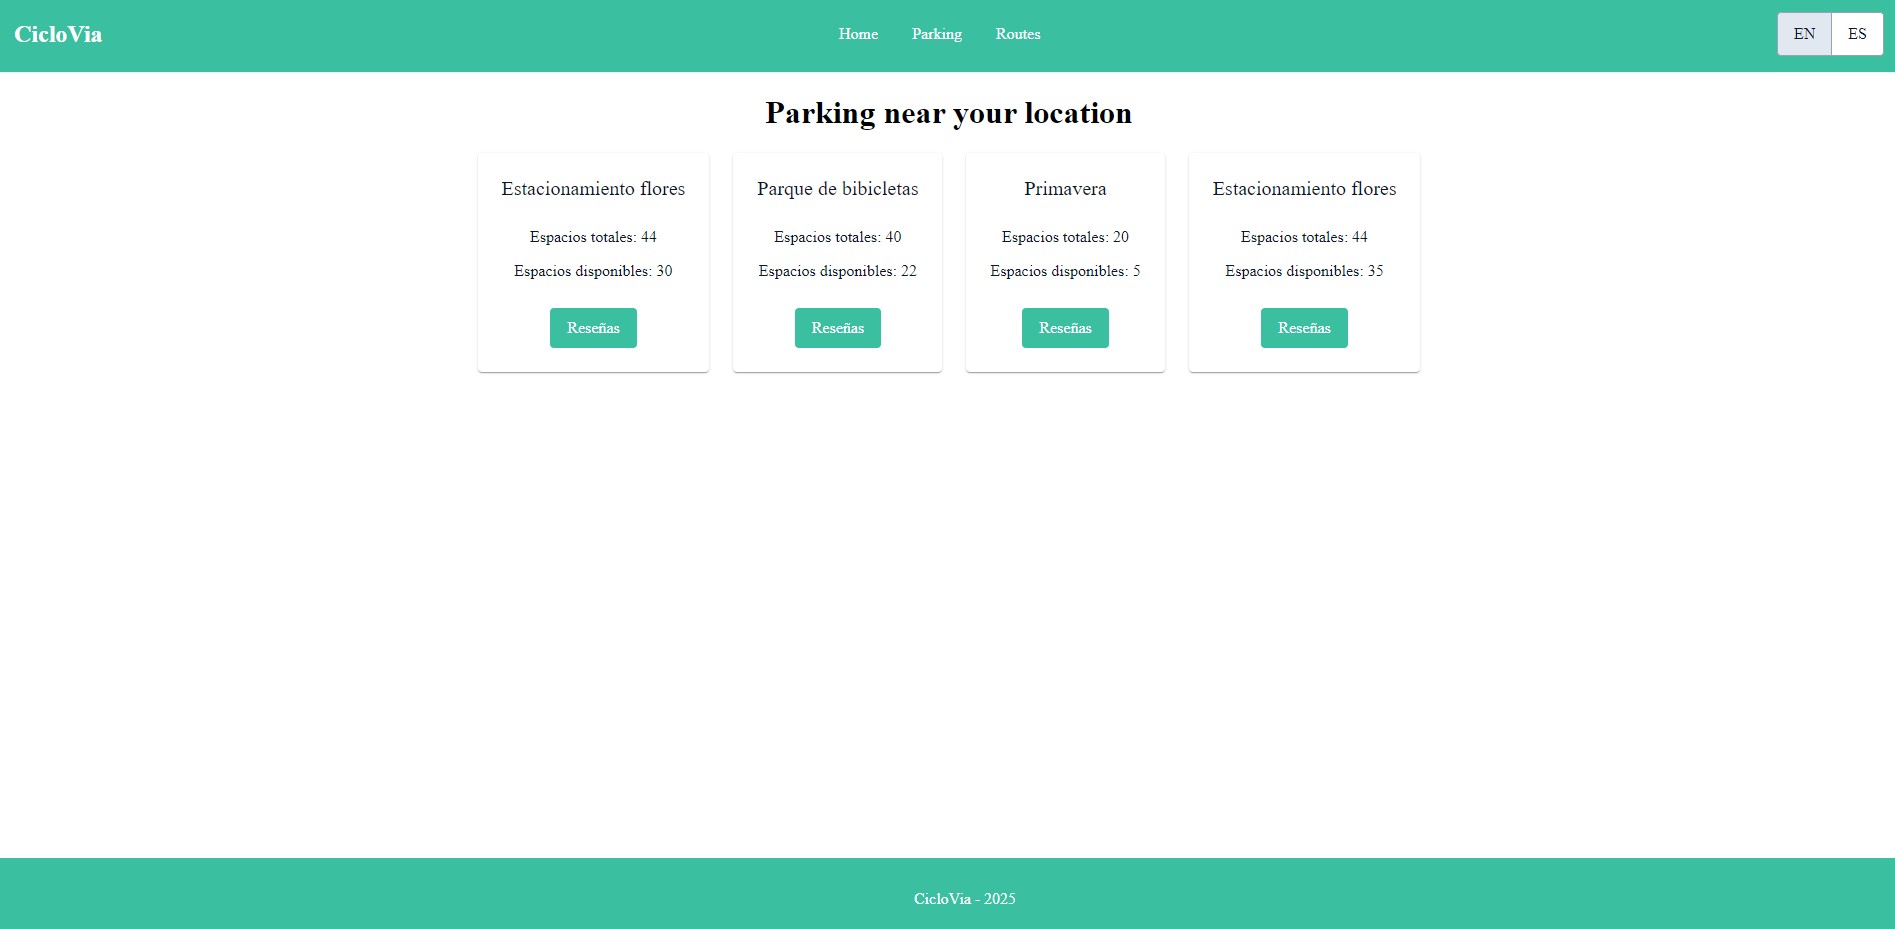 CicloVia
Home
Parking
Routes
EN
ES
Parking near your location
Estacionamiento flores
Espacios totales: 44
Espacios disponibles: 30
Reseñas
Parque de bibicletas
Espacios totales: 40
Espacios disponibles: 22
Reseñas
Primavera
Espacios totales: 20
Espacios disponibles: 5
Reseñas
Estacionamiento flores
Espacios totales: 44
Espacios disponibles: 35
Reseñas
CicloVia - 2025